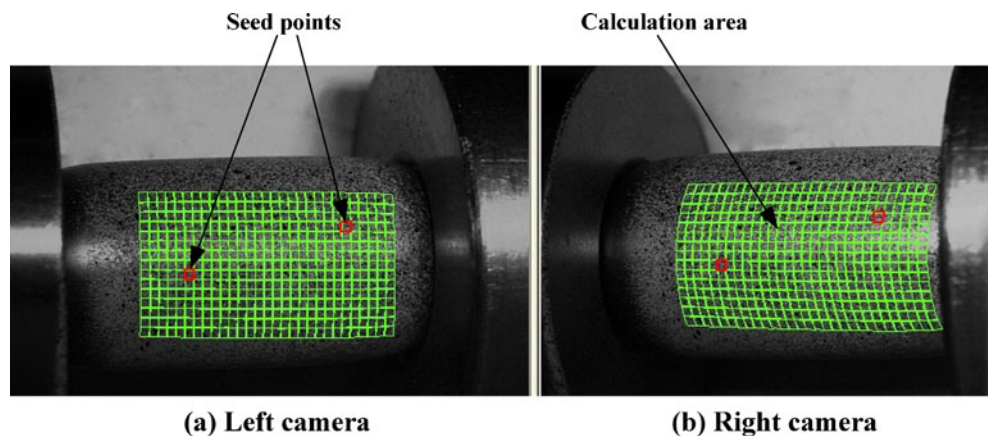 Seed points
Calculation area
(a) Left camera
(b) Right camera